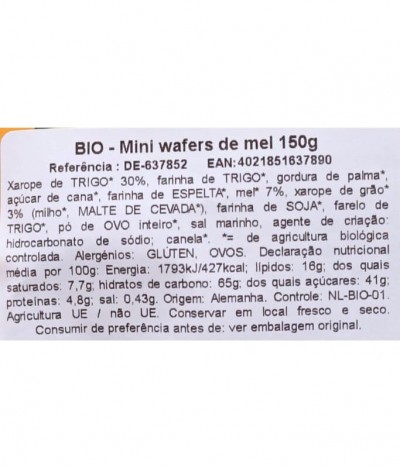 BIO - Mini wafers de mel 150g
Referência : DE-637852 EAN:4021851637890
Xarope de TRIGO* 30%, farinha de TRIGO*, gordura de palma*,
açúcar de cana*, farinha de ESPELTA*, mel* 7%, xarope de grão*
3% (milho*, MALTE DE CEVADA*), farinha de SOJA*, farelo de
TRIGO*, pó de OVO inteiro*, sal marinho, agente de criação:
hidrocarbonato de sódio; canela*. *= de agricultura biológica
controlada. Alergénios: GLÚTEN, OVOS. Declaração nutricional
média por 100g: Energia: 1793kJ/427kcal; lípidos: 16g; dos quais
saturados: 7,7g; hidratos de carbono: 65g; dos quais açúcares: 41g;
proteínas: 4,8g; sal: 0,43g. Origem: Alemanha. Controle: NL-BIO-01.
Agricultura UE / não UE. Conservar em local fresco e seco.
Consumir de preferência antes de: ver embalagem original.